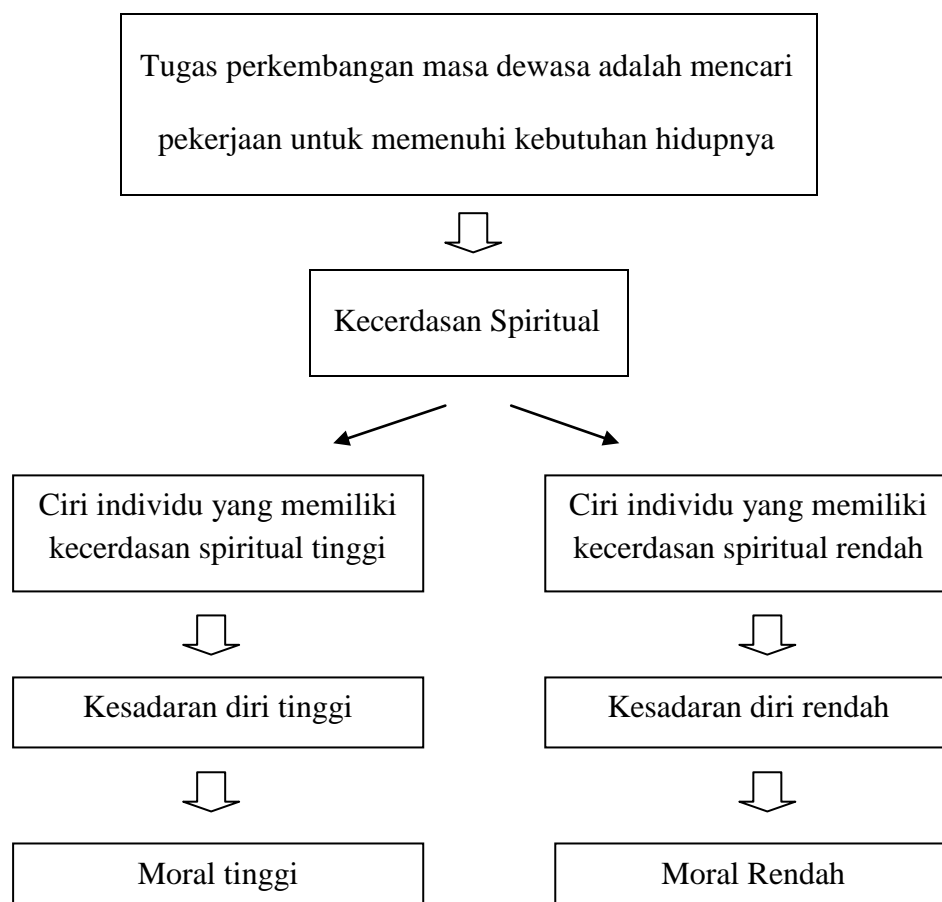 Tugas perkembangan masa dewasa adalah mencari
pekerjaan untuk memenuhi kebutuhan hidupnya
Kecerdasan Spiritual
Ciri individu yang memiliki
kecerdasan spiritual tinggi
Ciri individu yang memiliki
kecerdasan spiritual rendah
Kesadaran diri tinggi
Kesadaran diri rendah
Moral tinggi
Moral Rendah